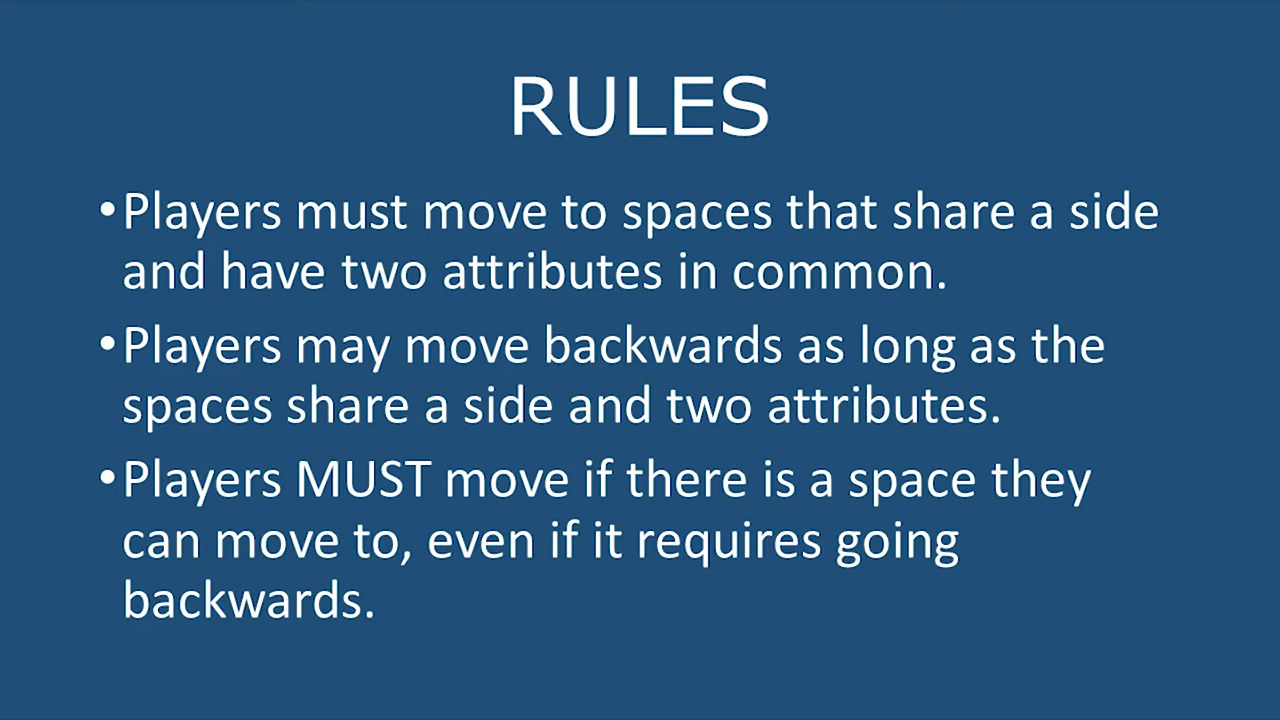 RULES
•Players must move to spaces that share a side
and have two attributes in common.
•Players may move backwards as long as the
spaces share a side and two attributes.
•Players MUST move if there is a space they
can move to, even if it requires going
backwards.